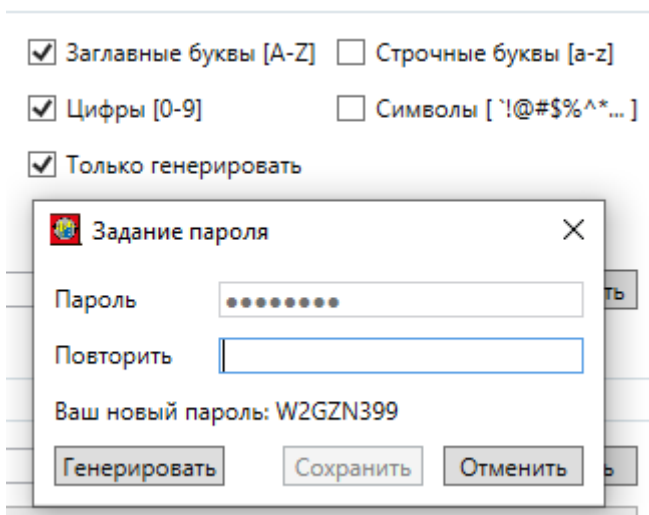 Заглавные буквы [A-Z] Строчные буквы [a-z]
Цифры [0-9] Символы [ `!@#$%^*... ]
Только генерировать
Задание пароля
ть
Пароль ●●●●●●●●
Повторить
Ваш новый пароль: W2GZN399
Генерировать Сохранить Отменить ь